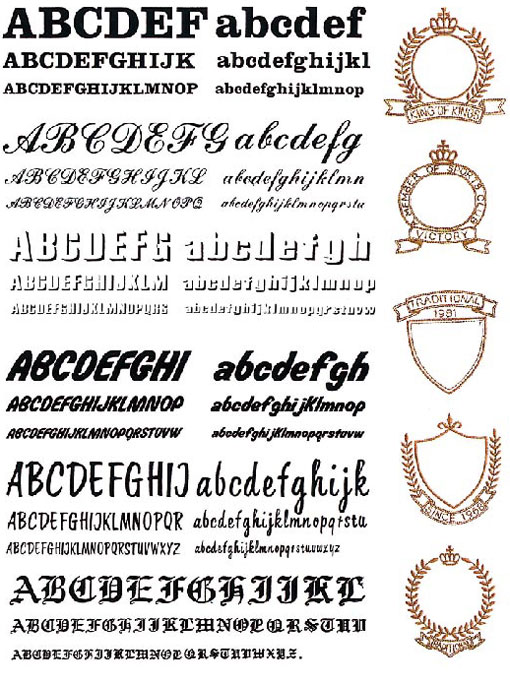 ABCDEF abcdef
ABCDEFGHIJK abcdefghijkl
ABCDEFGHIJKLMNOP abcdefghijklmnop
ABCDEFG abcdefg
ABCDEFGHIJKL abcdefghijklmn
ABCDEFGHIJKLMNOPQ abcdefghijklmnopqrstu
ABCDEFG abcdefgh
ABCDEFGHIJKLM abcdefghijklmnop
ABCDEFGHIJKLMNOPQRS abcdefghijklmnopqrstuvw
ABCDEFGHI abcdefgh
ABCDEFGHIJKLMNOP abcdefghijklmnop
ABCDEFGHIJKLMNOPQRSTUVW abcdefghijklmnopqrstuvw
ABCDEFGHIJ abcdefghijk
ABCDEFGHIJKLMNOPQR abcdefghijklmnopqrstu
ABCDEFGHIJKLMNOPQRSTUVWXYZ abcdefghijklmnopqrstuvwxyz
ABCDEFGHIJKL
ABCDEFGHIJKLMNOPQRSTUV
ABCDEFGHIJKLMNOPQRSTUVWXYZ.
KING OF KINGS
A MEMBER OF SPORTS CLUB
VICTORY
TRADITIONAL
1981
SINCE 1968
TRADITIONAL